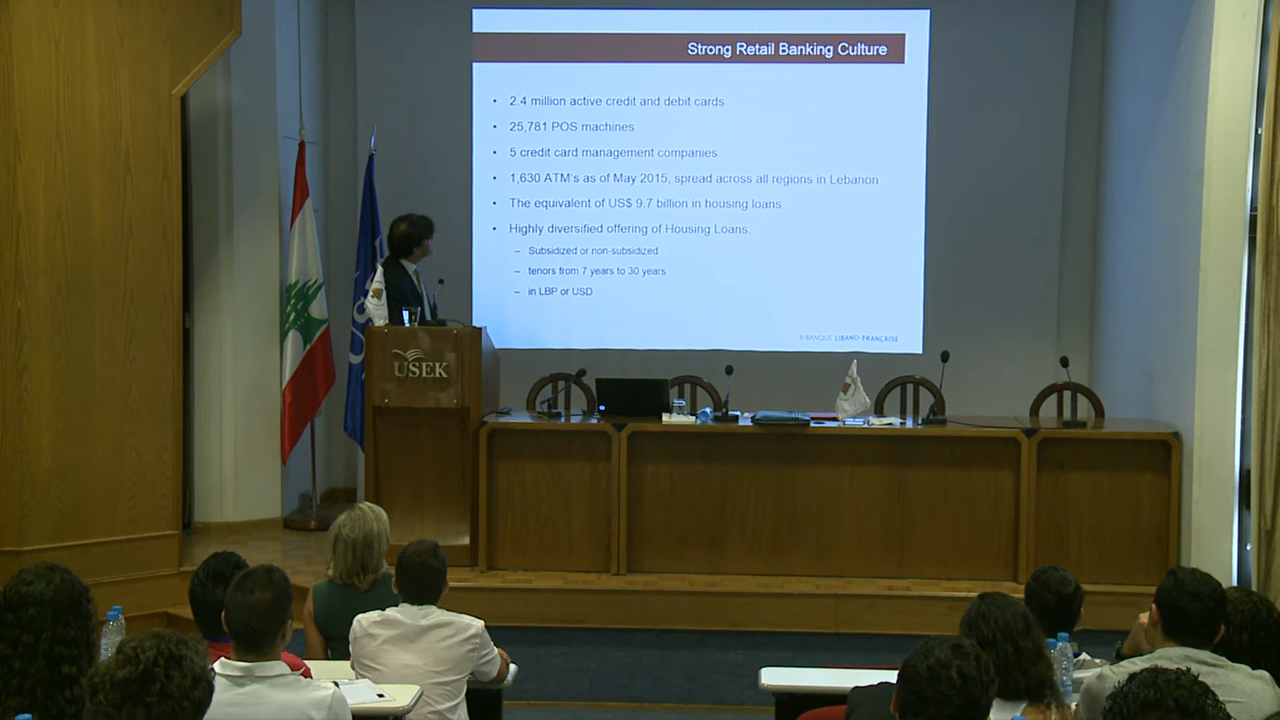 Strong Retail Banking Culture
• 2.4 million active credit and debit cards
• 25,781 POS machines
• 5 credit card management companies
• 1,630 ATM's as of May 2015, spread across all regions in Lebanon
• The equivalent of US$ 9.7 billion in housing loans
• Highly diversified offering of Housing Loans:
– Subsidized or non-subsidized
– tenors from 7 years to 30 years
– in LBP or USD
BANQUE LIBANO-FRANÇAISE
USEK